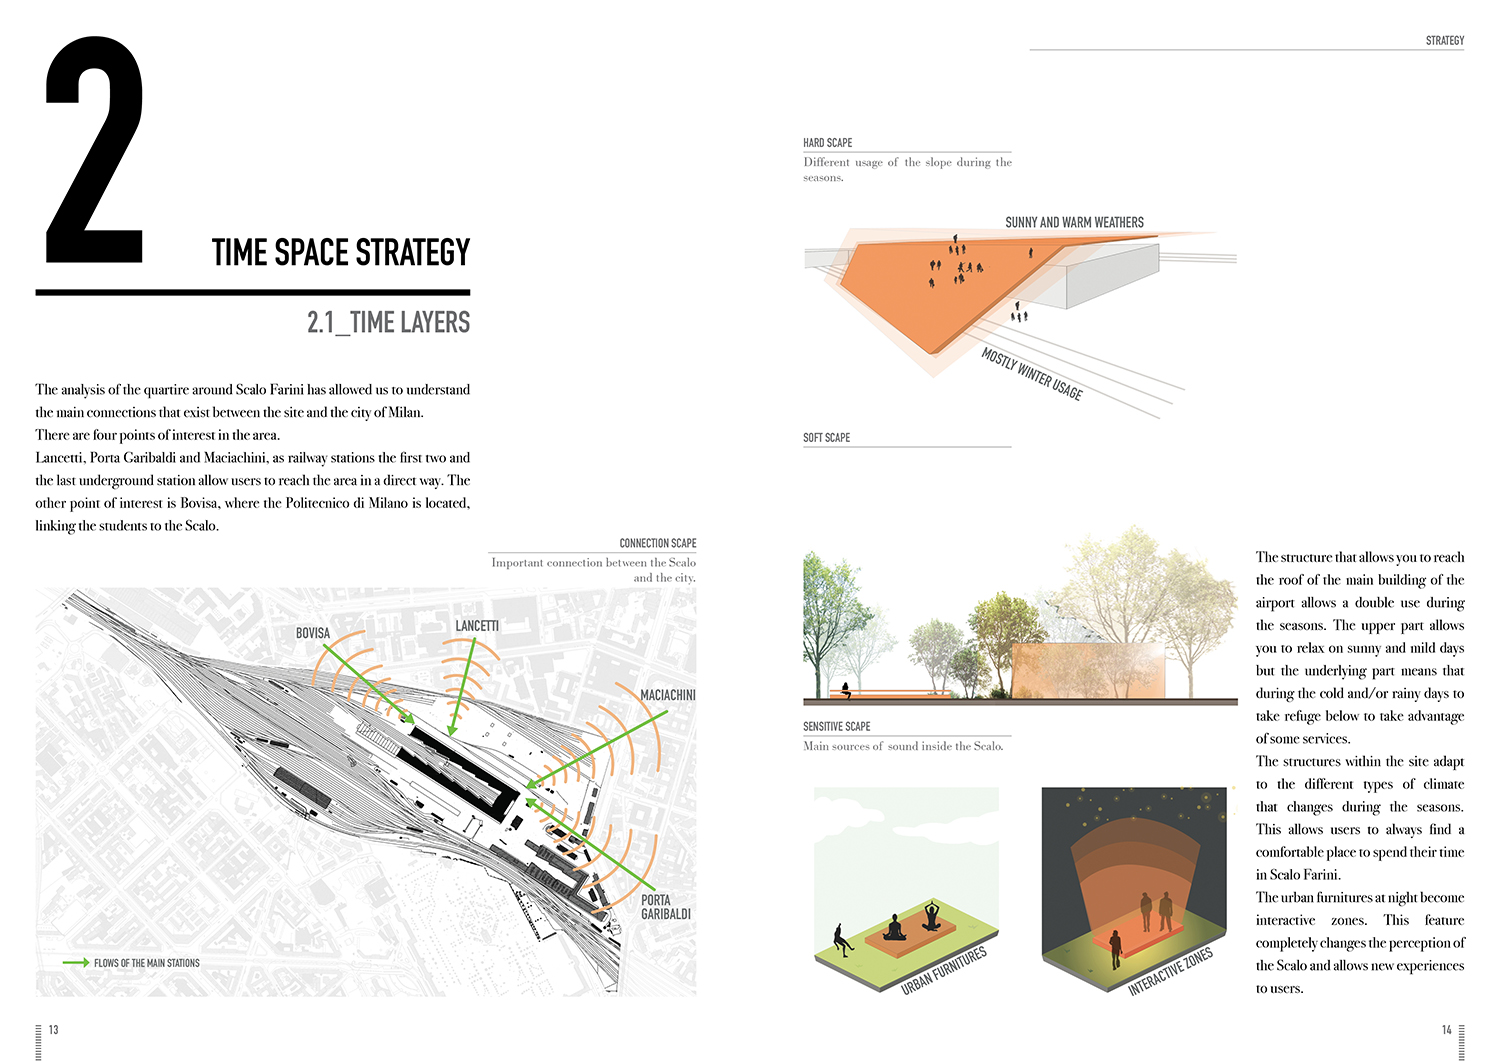 2
TIME SPACE STRATEGY
2.1_TIME LAYERS
The analysis of the quartire around Scalo Farini has allowed us to understand
the main connections that exist between the site and the city of Milan.
There are four points of interest in the area.
Lancetti, Porta Garibaldi and Maciachini, as railway stations the first two and
the last underground station allow users to reach the area in a direct way. The
other point of interest is Bovisa, where the Politecnico di Milano is located,
linking the students to the Scalo.
CONNECTION SCAPE
Important connection between the Scalo
and the city.
BOVISA
LANCETTI
MACIACHINI
PORTA
GARIBALDI
FLOWS OF THE MAIN STATIONS
13
STRATEGY
HARD SCAPE
Different usage of the slope during the
seasons.
SUNNY AND WARM WEATHERS
MOSTLY WINTER USAGE
SOFT SCAPE
SENSITIVE SCAPE
Main sources of sound inside the Scalo.
URBAN FURNITURES
INTERACTIVE ZONES
The structure that allows you to reach
the roof of the main building of the
airport allows a double use during
the seasons. The upper part allows
you to relax on sunny and mild days
but the underlying part means that
during the cold and/or rainy days to
take refuge below to take advantage
of some services.
The structures within the site adapt
to the different types of climate
that changes during the seasons.
This allows users to always find a
comfortable place to spend their time
in Scalo Farini.
The urban furnitures at night become
interactive zones. This feature
completely changes the perception of
the Scalo and allows new experiences
to users.
14